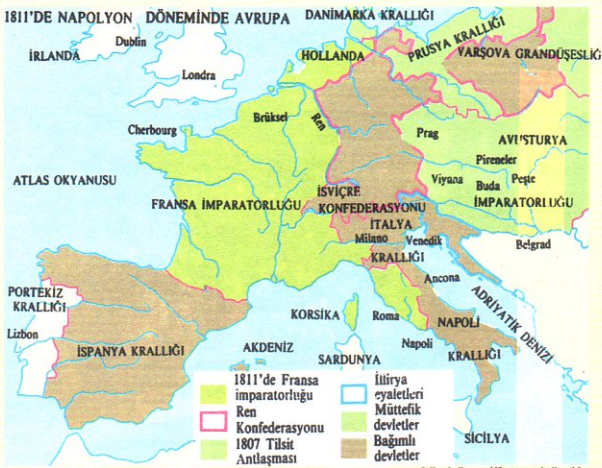 1811'DE NAPOLYON DÖNEMİNDE AVRUPA
DANİMARKA KRALLIĞI
İRLANDA
Dublin
Londra
HOLLANDA
PRUSYA KRALLIĞI
VARŞOVA GRANDÜŞESLİĞ
Cherbourg
Brüksel
Ren
Prag
AVUSTURYA
Pireneler
Viyana
Buda
Peşte
İMPARATORLUĞU
ATLAS OKYANUSU
FRANSA İMPARATORLUĞU
İSVİÇRE
KONFEDERASYONU
İTALYA
Milano
Venedik
KRALLIĞI
Belgrad
PORTEKİZ
KRALLIĞI
Lizbon
İSPANYA KRALLIĞI
KORSİKA
Ancona
Roma
ADRİYATİK DENİZİ
AKDENİZ
SARDUNYA
Napoli
NAPOLİ
KRALLIĞI
SİCİLYA
1811'de Fransa
imparatorluğu
Ren
Konfederasyonu
1807 Tilsit
Antlaşması
İlirya
eyaletleri
Müttefik
devletler
Bağımlı
devletler